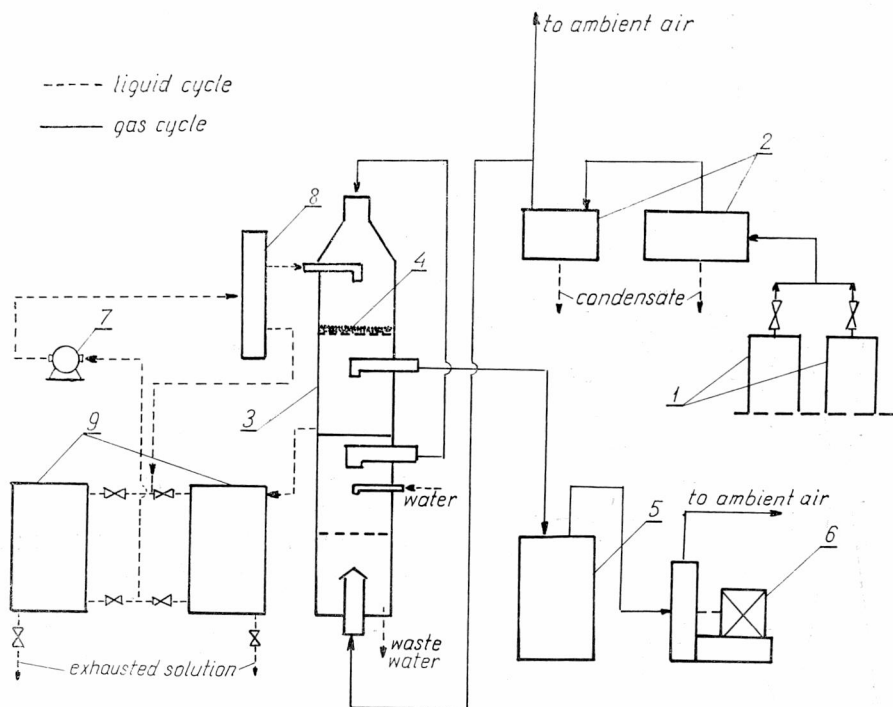 to ambient air
liquid cycle
gas cycle
2
8
4
condensate
7
1
3
9
water
to ambient air
5
6
waste
water
exhausted solution